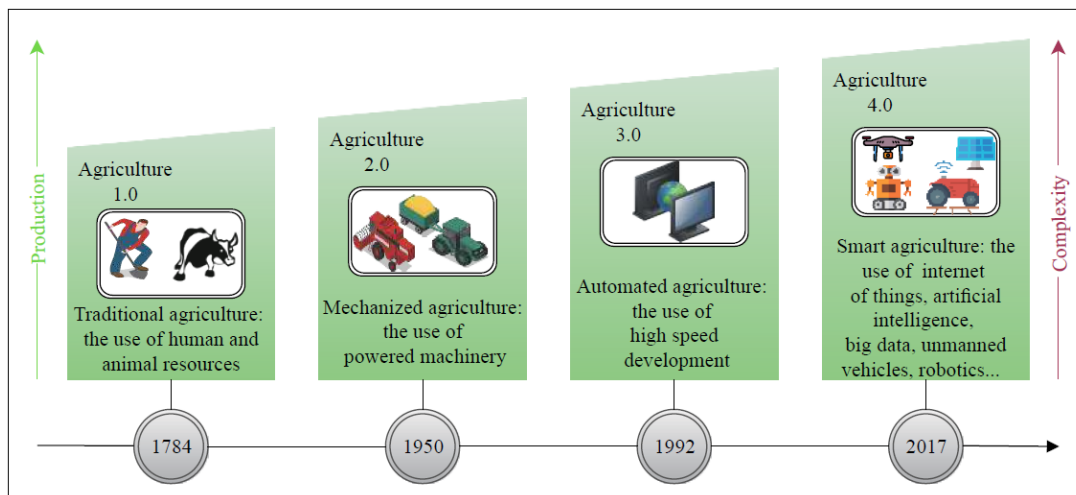 Production
Agriculture
1.0
Traditional agriculture:
the use of human and
animal resources
1784
Agriculture
2.0
Mechanized agriculture:
the use of
powered machinery
1950
Agriculture
3.0
Automated agriculture:
the use of
high speed
development
1992
Agriculture
4.0
Smart agriculture: the
use of internet
of things, artificial
intelligence,
big data, unmanned
vehicles, robotics...
2017
Complexity